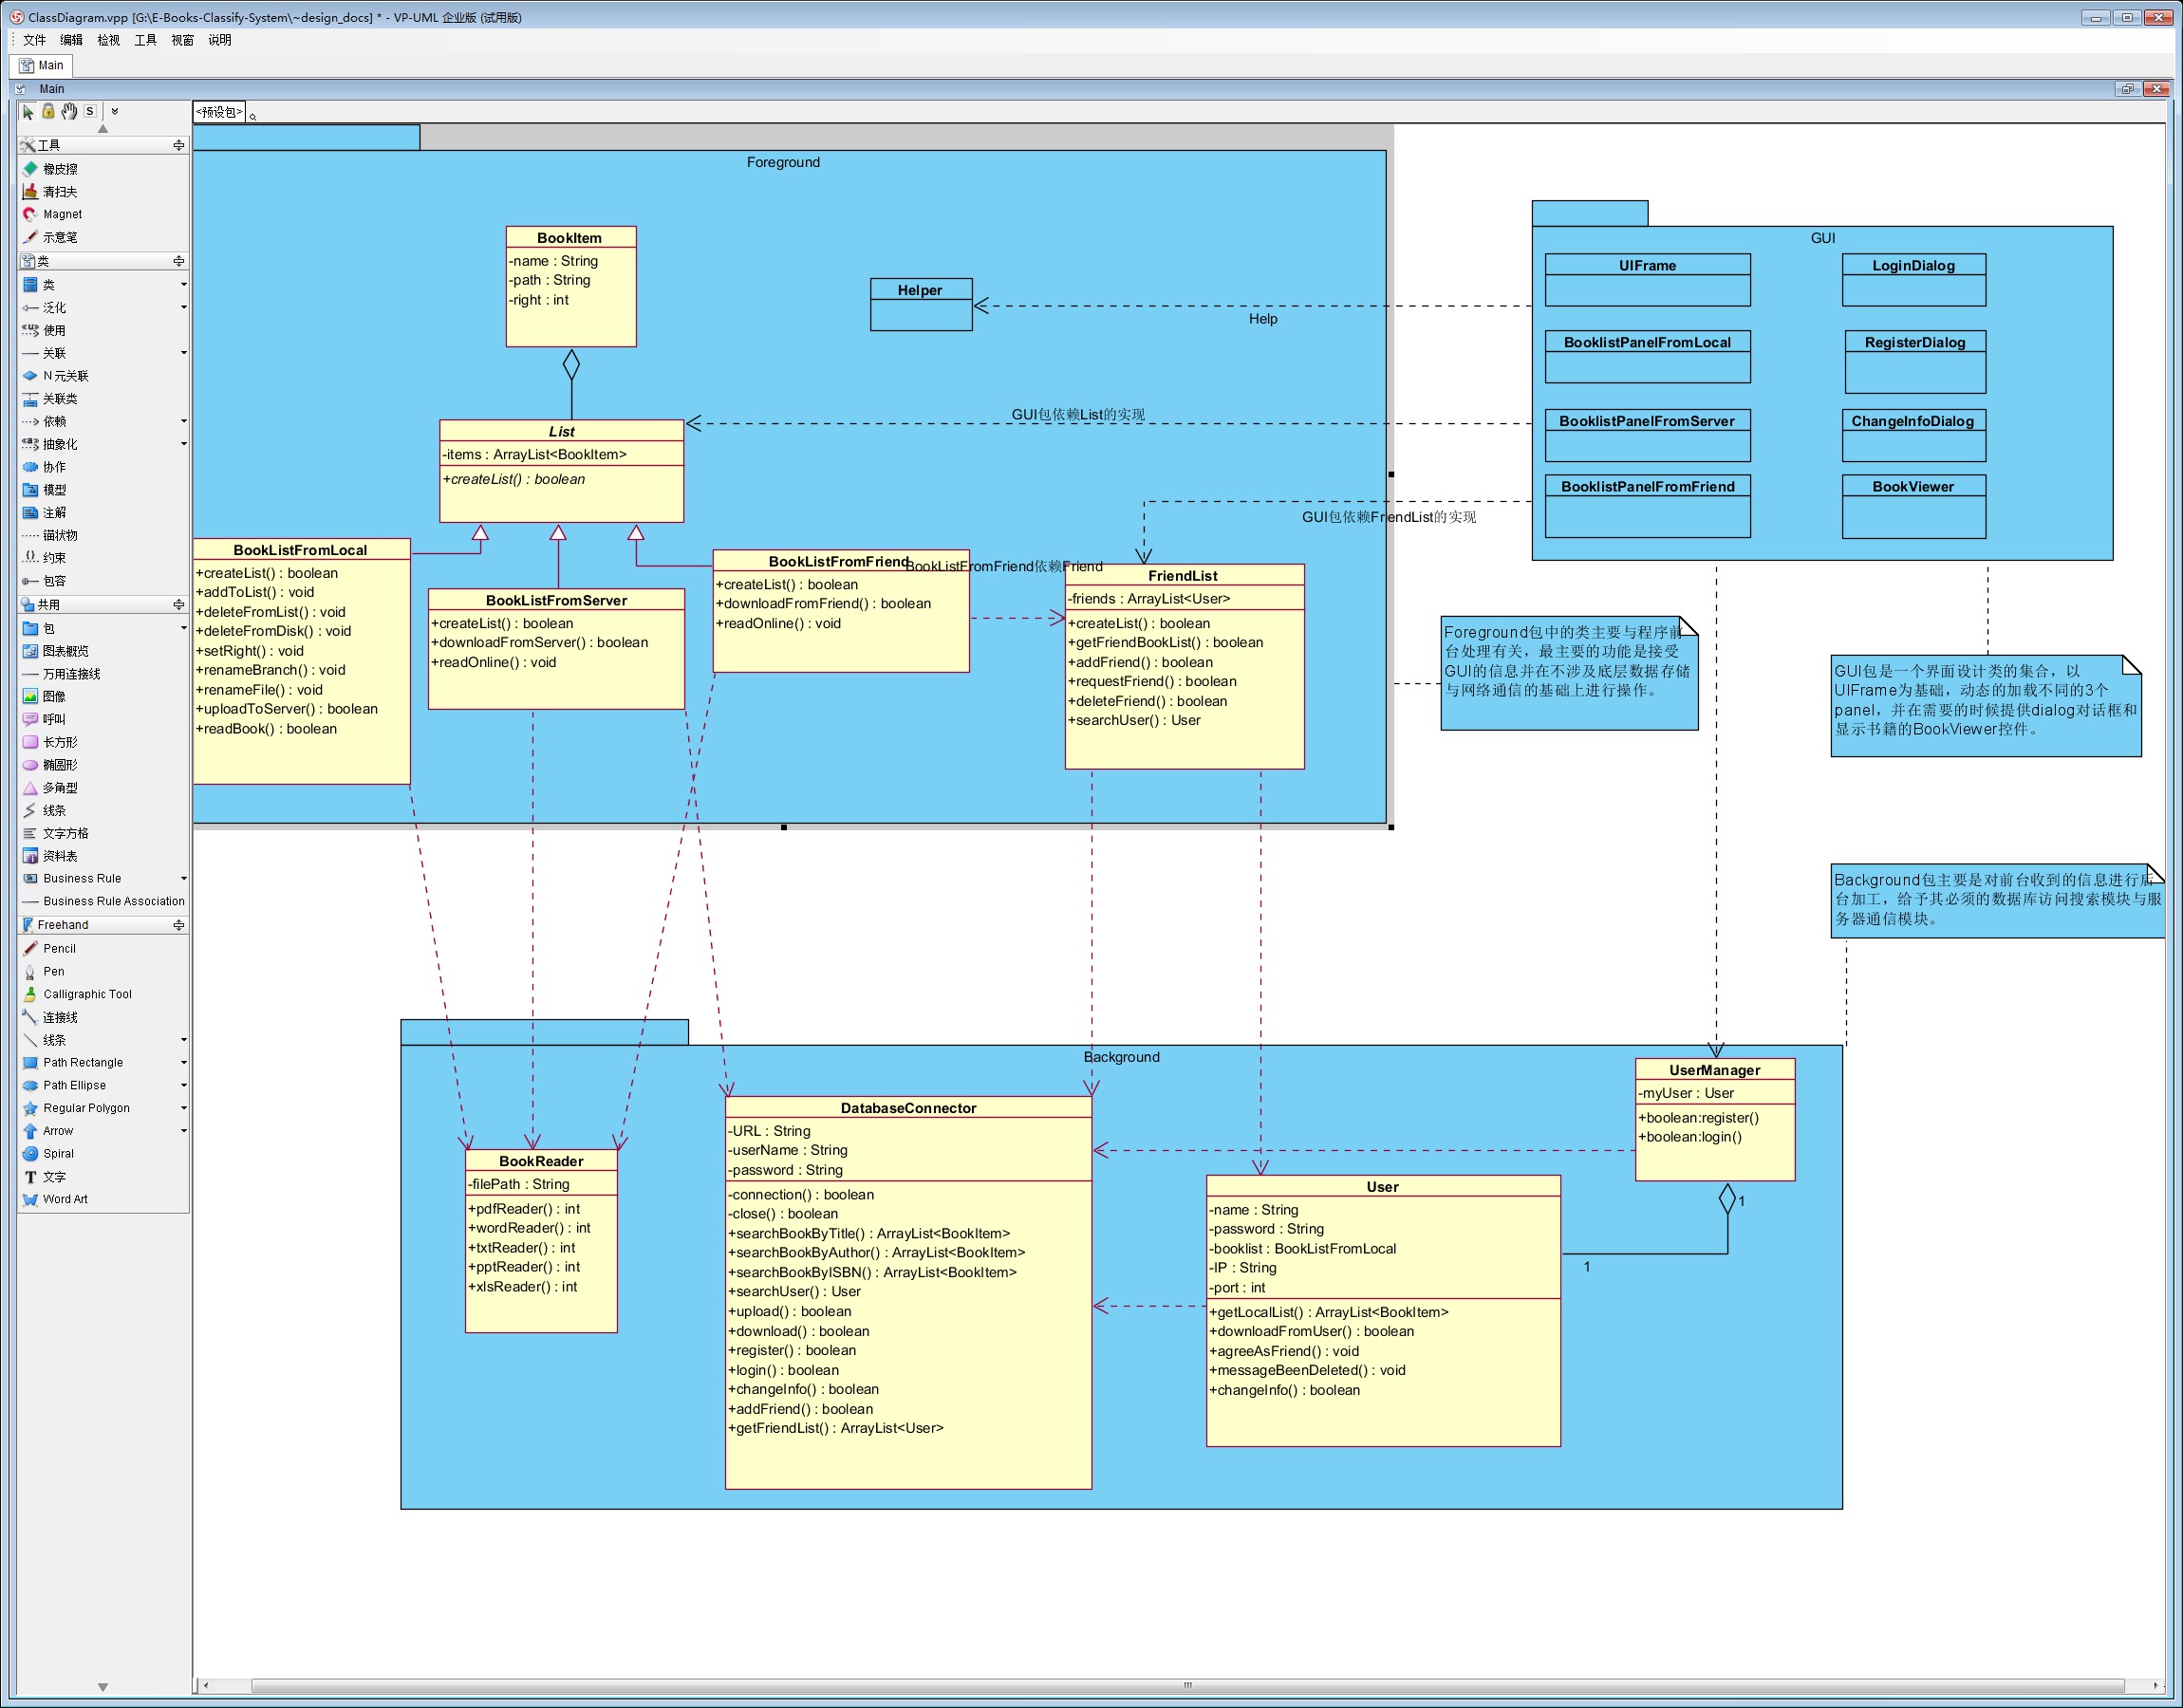 ClassDiagram.vpp [G:\E-Books-Classify-System\~design_docs] * - VP-UML 企业版 (试用版)
文件 编辑 检视 工具 视窗 说明
Main
Main
S
<预设包>
工具
橡皮擦
清扫夫
Magnet
示意笔
类
类
泛化
使用
关联
N 元关联
关联类
依赖
抽象化
协作
模型
注解
锚状物
约束
包容
共用
包
图表概览
万用连接线
图像
呼叫
长方形
椭圆形
多角型
线条
文字方格
资料表
Business Rule
Business Rule Association
Freehand
Pencil
Pen
Calligraphic Tool
连接线
线条
Path Rectangle
Path Ellipse
Regular Polygon
Arrow
Spiral
文字
Word Art
Foreground
BookItem
-name : String
-path : String
-right : int
Helper
Help
List
-items : ArrayList<BookItem>
+createList() : boolean
GUI包依赖List的实现
GUI包依赖FriendList的实现
BookListFromLocal
+createList() : boolean
+addToList() : void
+deleteFromList() : void
+deleteFromDisk() : void
+setRight() : void
+renameBranch() : void
+renameFile() : void
+uploadToServer() : boolean
+readBook() : boolean
BookListFromServer
+createList() : boolean
+downloadFromServer() : boolean
+readOnline() : void
BookListFromFriend
+createList() : boolean
+downloadFromFriend() : boolean
+readOnline() : void
BookListFromFriend依赖Friend
FriendList
-friends : ArrayList<User>
+createList() : boolean
+getFriendBookList() : boolean
+addFriend() : boolean
+requestFriend() : boolean
+deleteFriend() : boolean
+searchUser() : User
GUI
UIFrame
LoginDialog
BooklistPanelFromLocal
RegisterDialog
BooklistPanelFromServer
ChangeInfoDialog
BooklistPanelFromFriend
BookViewer
Foreground包中的类主要与程序前
台处理有关，最主要的功能是接受
GUI的信息并在不涉及底层数据存储
与网络通信的基础上进行操作。
GUI包是一个界面设计类的集合，以
UIFrame为基础，动态的加载不同的3个
panel，并在需要的时候提供dialog对话框和
显示书籍的BookViewer控件。
Background包主要是对前台收到的信息进行后
台加工，给予其必须的数据库访问搜索模块与服
务器通信模块。
Background
BookReader
-filePath : String
+pdfReader() : int
+wordReader() : int
+txtReader() : int
+pptReader() : int
+xlsReader() : int
DatabaseConnector
-URL : String
-userName : String
-password : String
-connection() : boolean
-close() : boolean
+searchBookByTitle() : ArrayList<BookItem>
+searchBookByAuthor() : ArrayList<BookItem>
+searchBookByISBN() : ArrayList<BookItem>
+searchUser() : User
+upload() : boolean
+download() : boolean
+register() : boolean
+login() : boolean
+changeInfo() : boolean
+addFriend() : boolean
+getFriendList() : ArrayList<User>
User
-name : String
-password : String
-booklist : BookListFromLocal
-IP : String
-port : int
+getLocalList() : ArrayList<BookItem>
+downloadFromUser() : boolean
+agreeAsFriend() : void
+messageBeenDeleted() : void
+changeInfo() : boolean
UserManager
-myUser : User
+boolean:register()
+boolean:login()
1
1